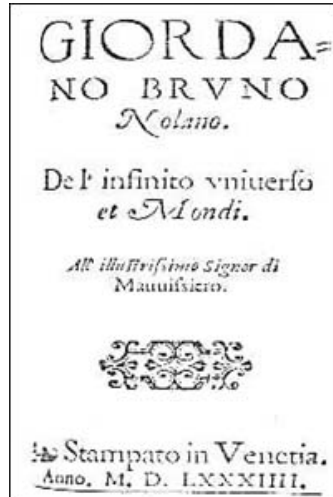 GIORDA=
NO BRVNO
Nolano.
De l' infinito vniuerſo
et Mondi.
All' illuſtriſſimo Signor di
Mauuiſſiero.
Stampato in Venetia.
Anno. M. D. LXXXIIII.